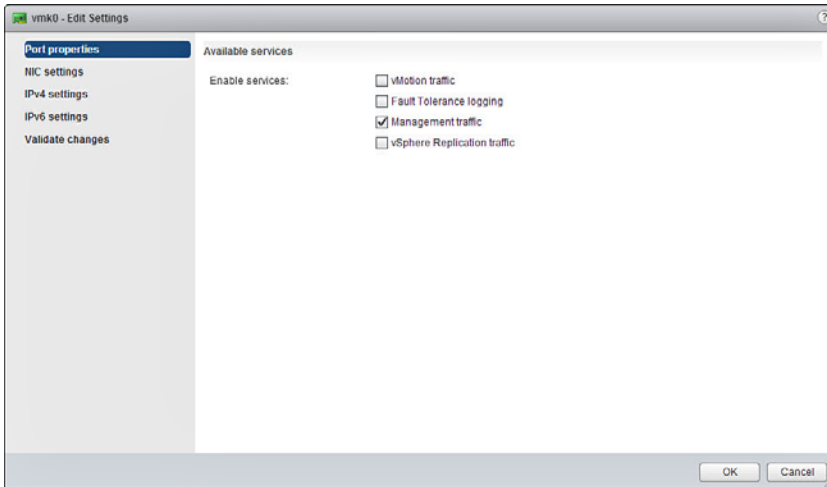 vmk0 - Edit Settings
?
Port properties
NIC settings
IPv4 settings
IPv6 settings
Validate changes
Available services
Enable services:
vMotion traffic
Fault Tolerance logging
Management traffic
vSphere Replication traffic
OK
Cancel